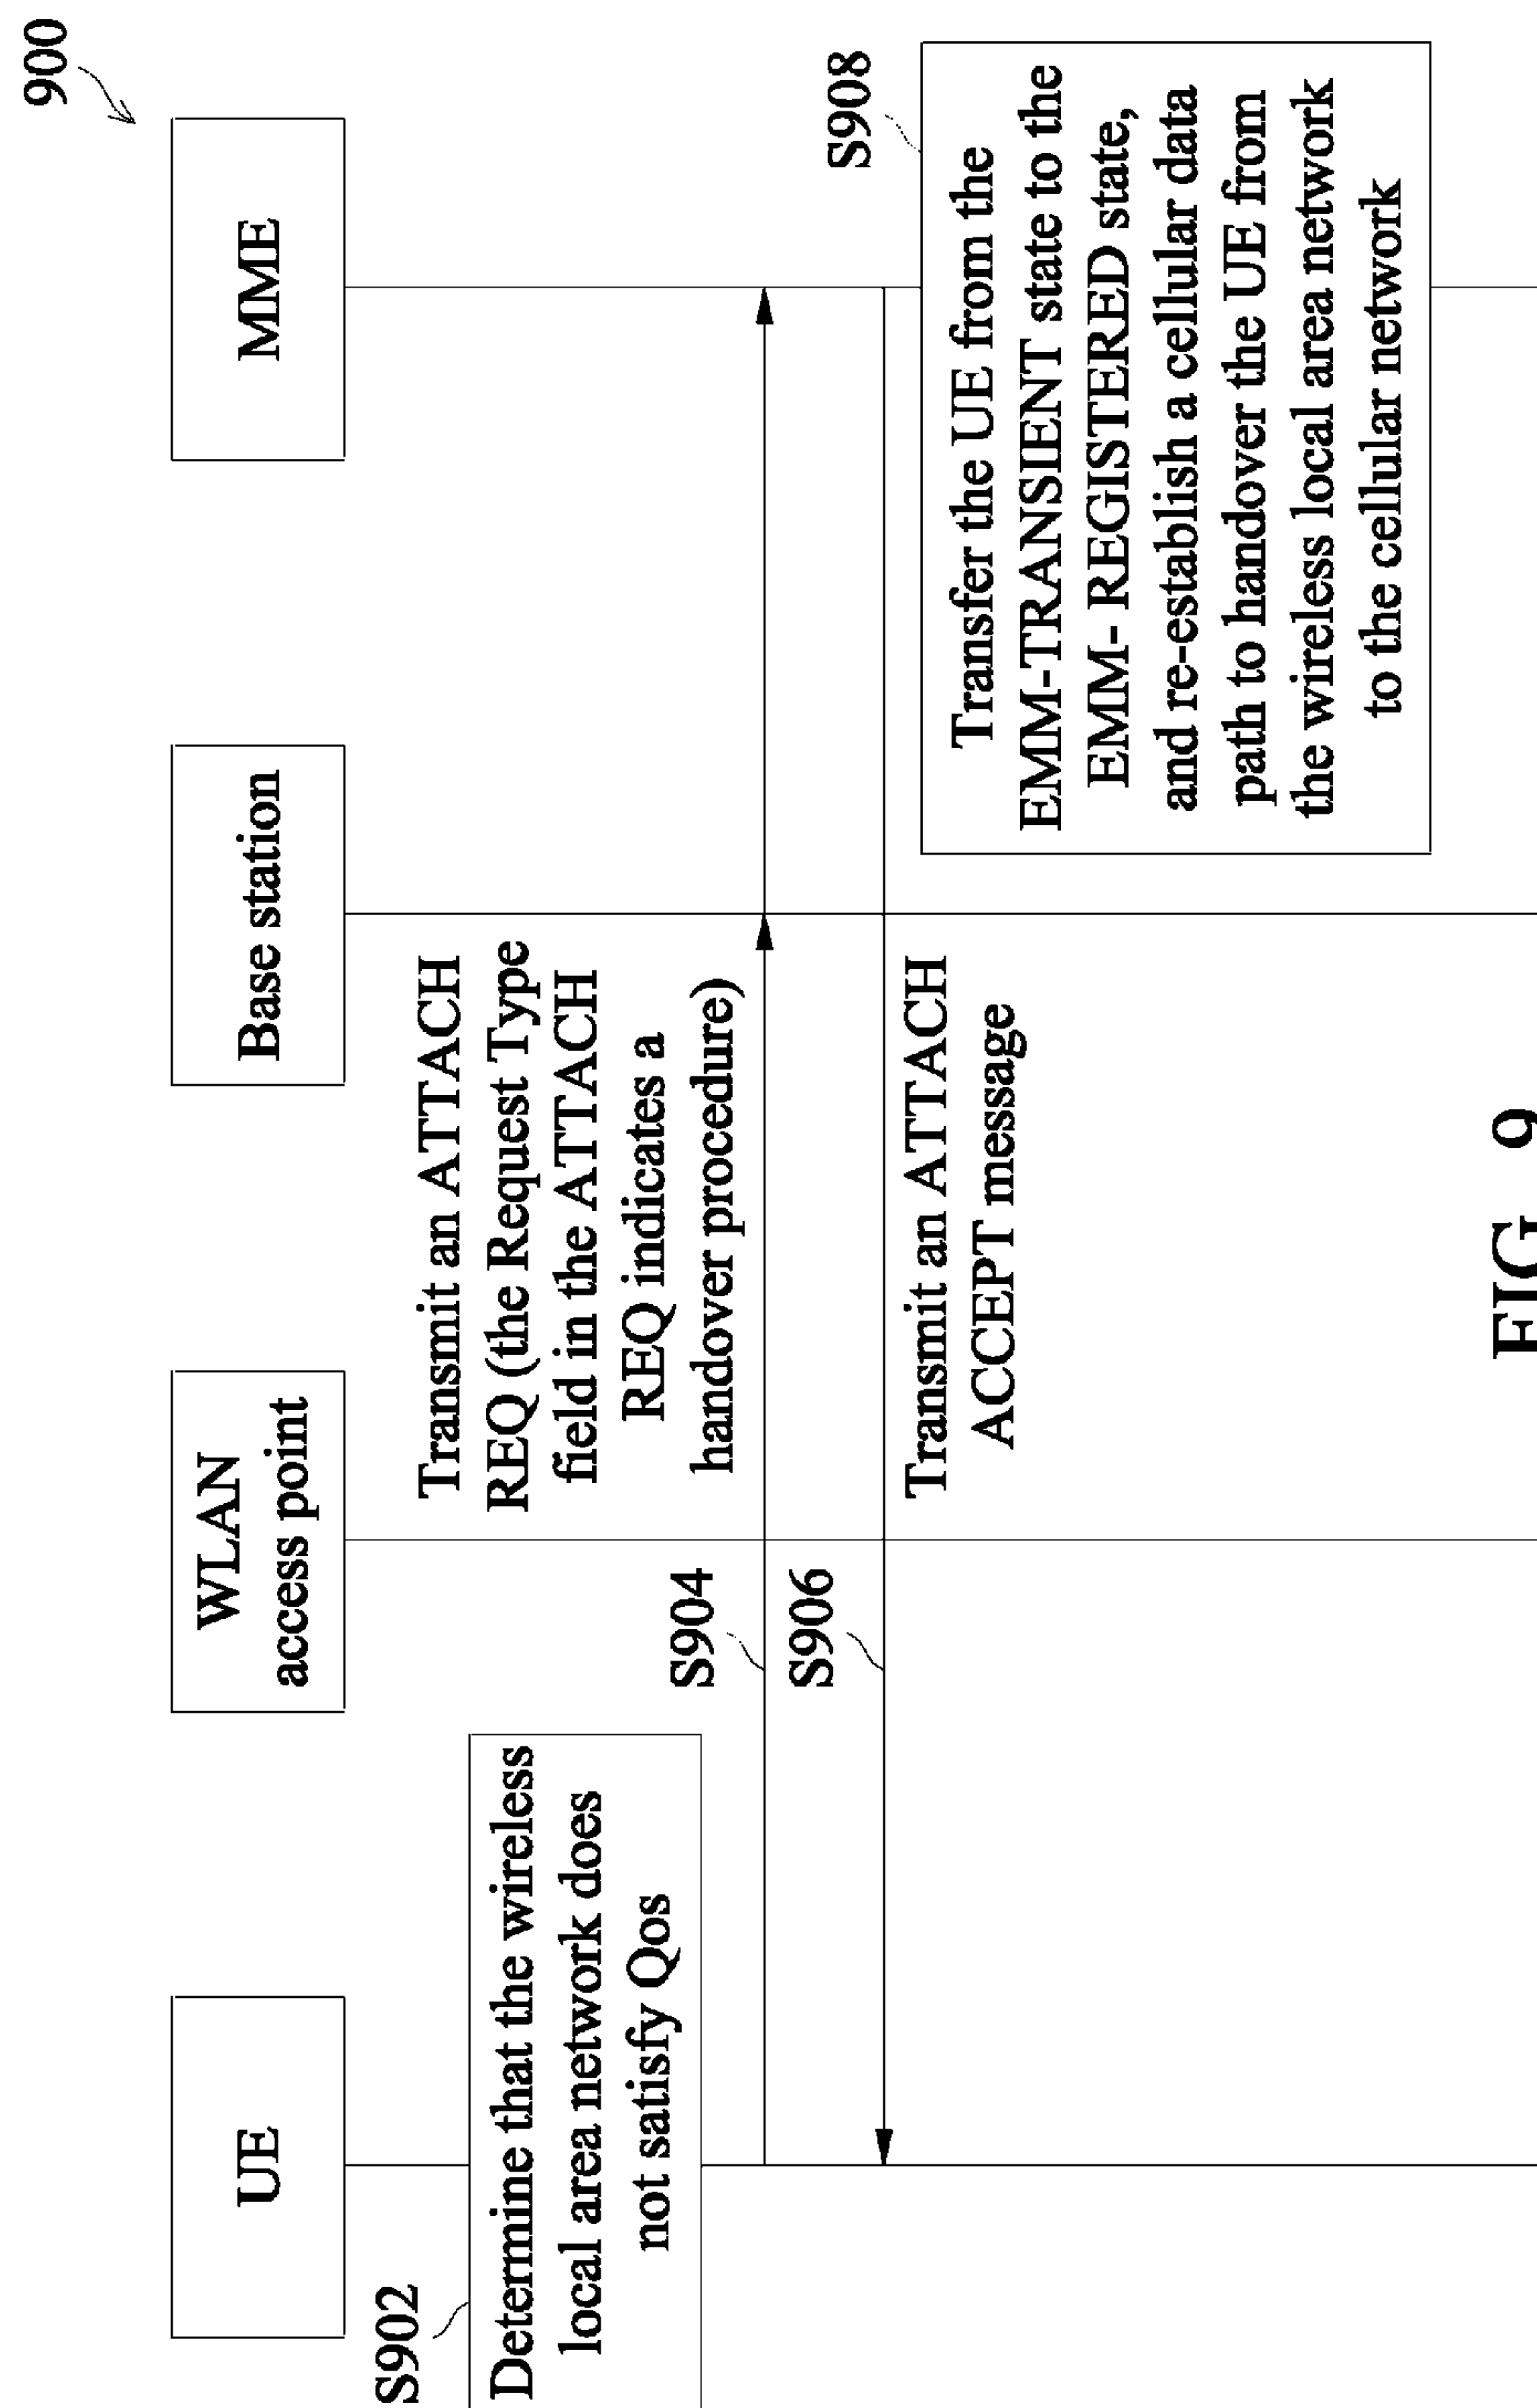 900
UE
WLAN
access point
Base station
MME
S902
Determine that the wireless
local area network does
not satisfy Qos
Transmit an ATTACH
REQ (the Request Type
field in the ATTACH
REQ indicates a
handover procedure)
S904
S906
Transmit an ATTACH
ACCEPT message
S908
Transfer the UE from the
EMM-TRANSIENT state to the
EMM- REGISTERED state,
and re-establish a cellular data
path to handover the UE from
the wireless local area network
to the cellular network
FIG. 9